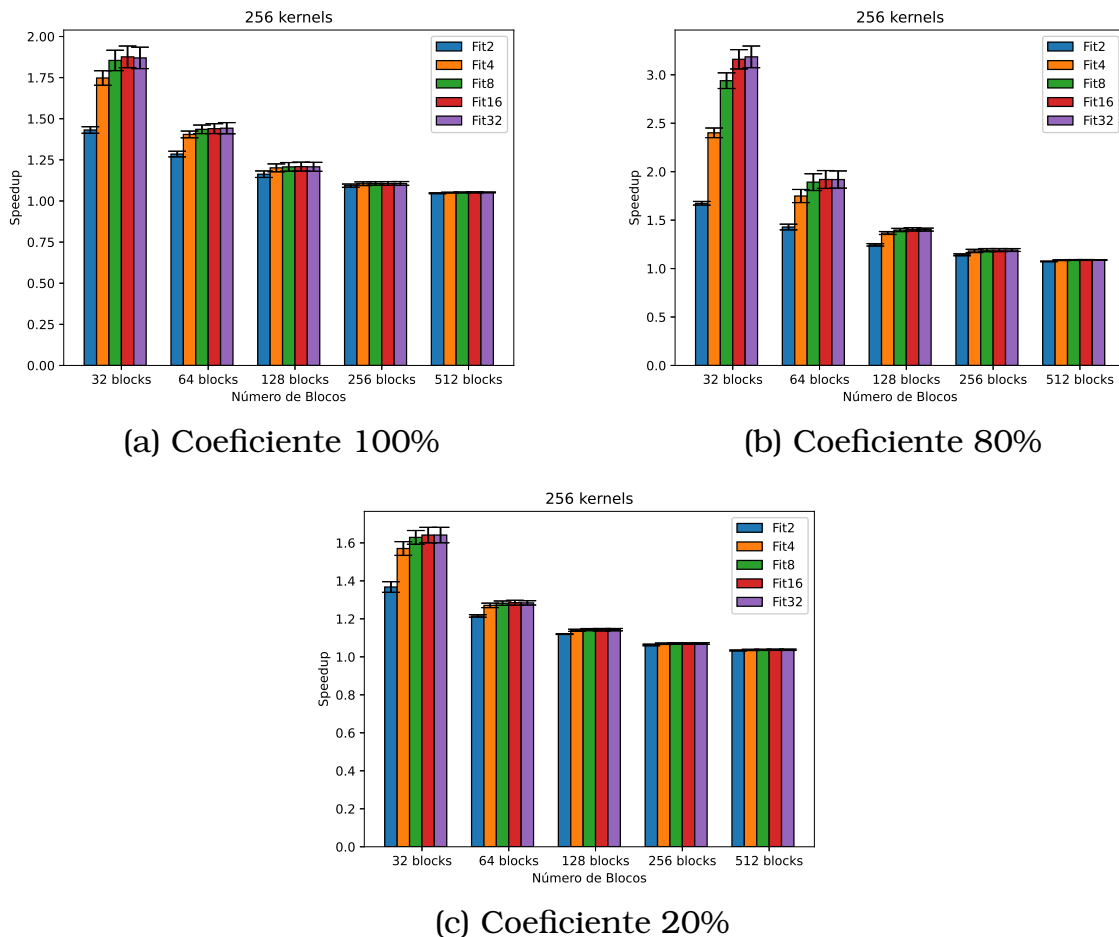 256 kernels
2.00
1.75
1.50
1.25
1.00
0.75
0.50
0.25
0.00
Speedup
Fit2
Fit4
Fit8
Fit16
Fit32
32 blocks 64 blocks 128 blocks 256 blocks 512 blocks
Número de Blocos
(a) Coeficiente 100%
256 kernels
3.0
2.5
2.0
1.5
1.0
0.5
0.0
Speedup
Fit2
Fit4
Fit8
Fit16
Fit32
32 blocks 64 blocks 128 blocks 256 blocks 512 blocks
Número de Blocos
(b) Coeficiente 80%
256 kernels
1.6
1.4
1.2
1.0
0.8
0.6
0.4
0.2
0.0
Speedup
Fit2
Fit4
Fit8
Fit16
Fit32
32 blocks 64 blocks 128 blocks 256 blocks 512 blocks
Número de Blocos
(c) Coeficiente 20%